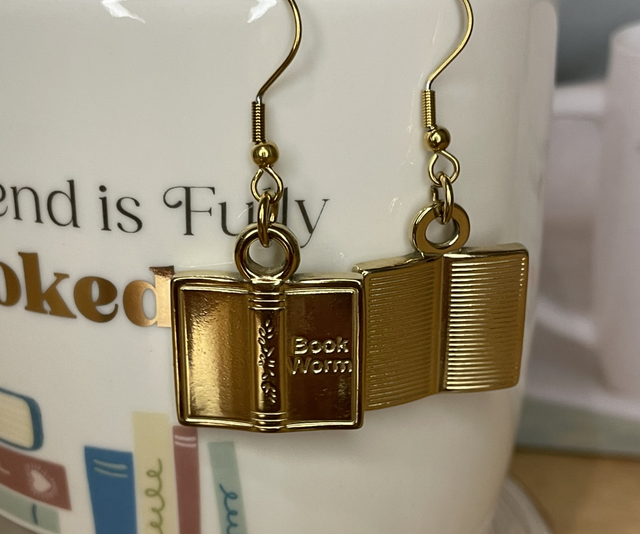 end is Fully
oked
Book
Worm